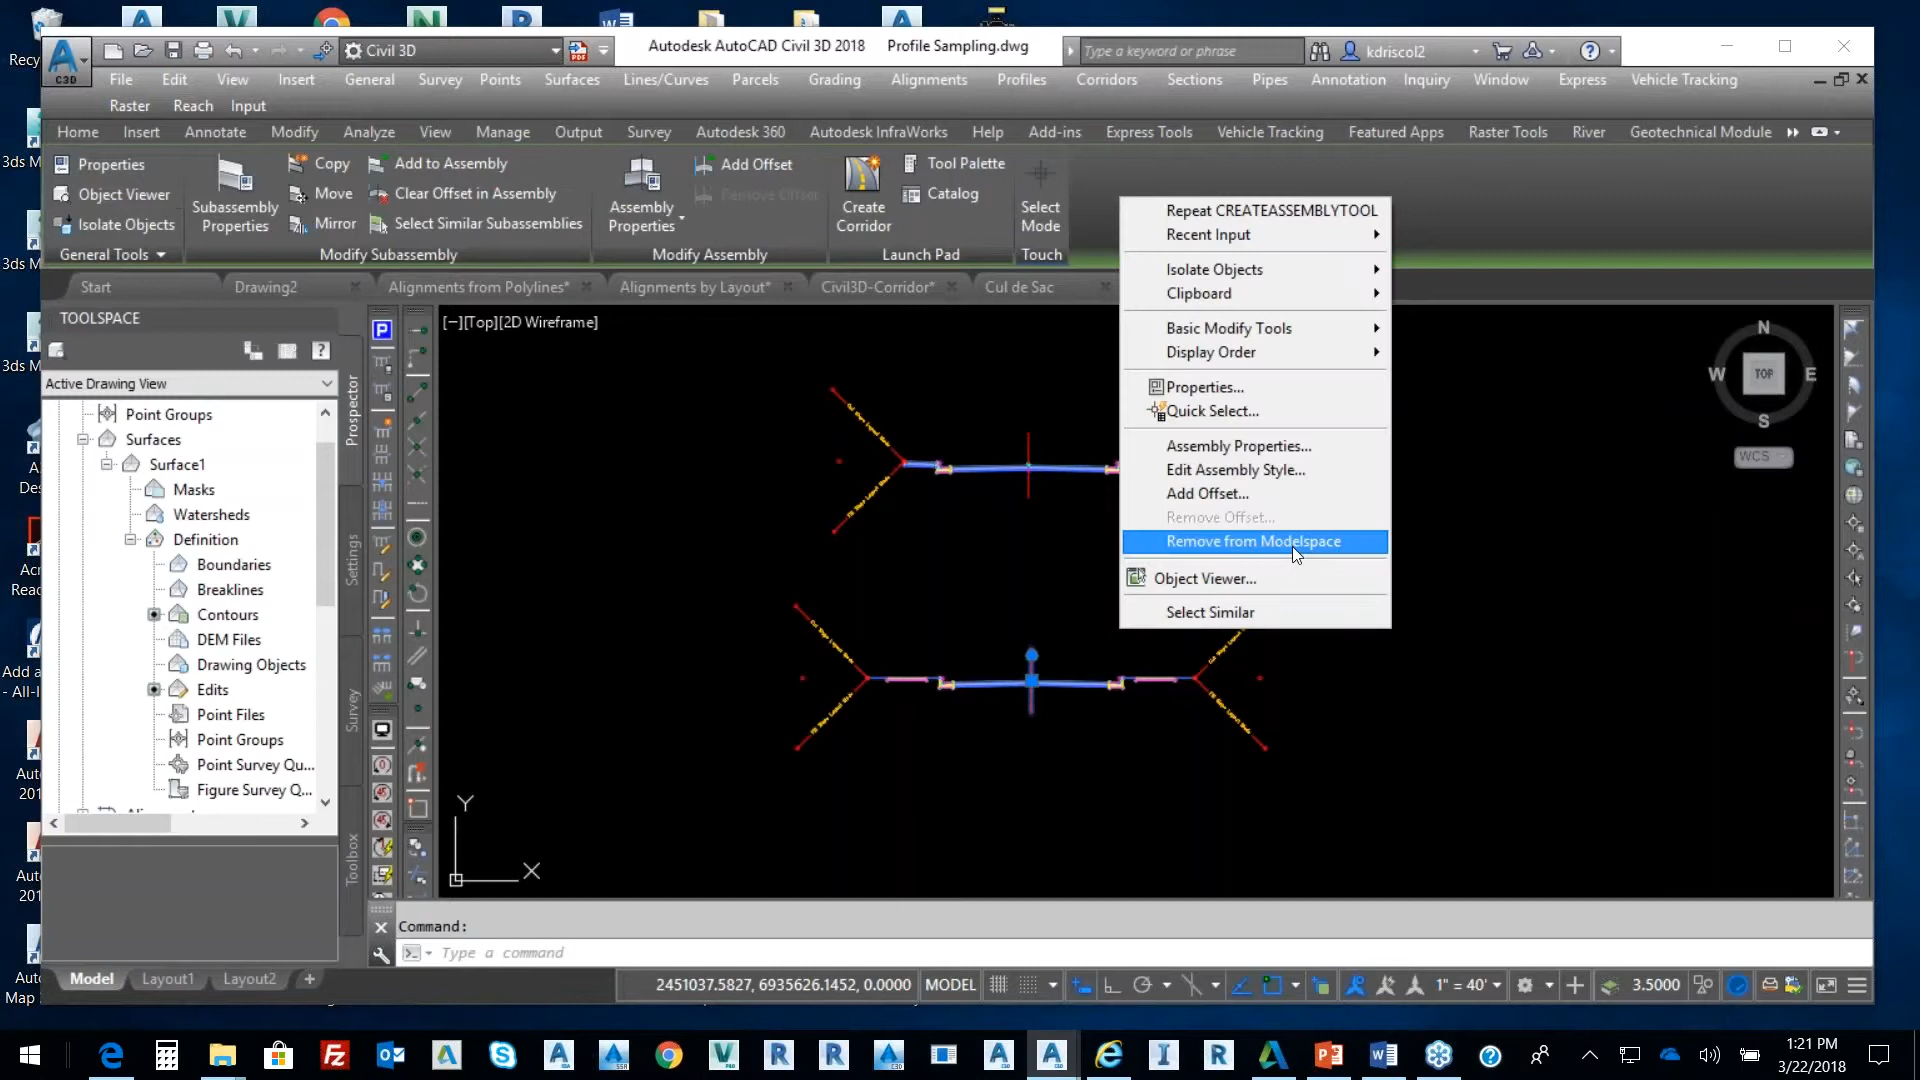 Recy
3ds M
3ds M
3ds M
A
Des
Acr
Read
Add a
- All-I
Aut
201
Aut
201
Aut
Map
Civil 3D
Autodesk AutoCAD Civil 3D 2018 Profile Sampling.dwg
Type a keyword or phrase
kdriscol2
C3D
File Edit View Insert General Survey Points Surfaces Lines/Curves Parcels Grading Alignments Profiles Corridors Sections Pipes Annotation Inquiry Window Express Vehicle Tracking
Raster Reach Input
Home Insert Annotate Modify Analyze View Manage Output Survey Autodesk 360 Autodesk InfraWorks Help Add-ins Express Tools Vehicle Tracking Featured Apps Raster Tools River Geotechnical Module
Properties
Object Viewer
Isolate Objects
General Tools
Subassembly
Properties
Copy
Move
Mirror
Add to Assembly
Clear Offset in Assembly
Select Similar Subassemblies
Modify Subassembly
Assembly
Properties
Add Offset
Remove Offset
Modify Assembly
Create
Corridor
Tool Palette
Catalog
Launch Pad
Select
Mode
Touch
Start Drawing2 Alignments from Polylines* Alignments by Layout* Civil3D-Corridor* Cul de Sac
TOOLSPACE
Active Drawing View
Point Groups
Surfaces
Surface1
Masks
Watersheds
Definition
Boundaries
Breaklines
Contours
DEM Files
Drawing Objects
Edits
Point Files
Point Groups
Point Survey Qu...
Figure Survey Q...
Prospector
Settings
Survey
Toolbox
[−][Top][2D Wireframe]
Repeat CREATEASSEMBLYTOOL
Recent Input
Isolate Objects
Clipboard
Basic Modify Tools
Display Order
Properties...
Quick Select...
Assembly Properties...
Edit Assembly Style...
Add Offset...
Remove Offset...
Remove from Modelspace
Object Viewer...
Select Similar
N
W TOP E
S
WCS
Y
X
Command:
Type a command
Model Layout1 Layout2 +
2451037.5827, 6935626.1452, 0.0000 MODEL 1" = 40' 3.5000
1:21 PM
3/22/2018